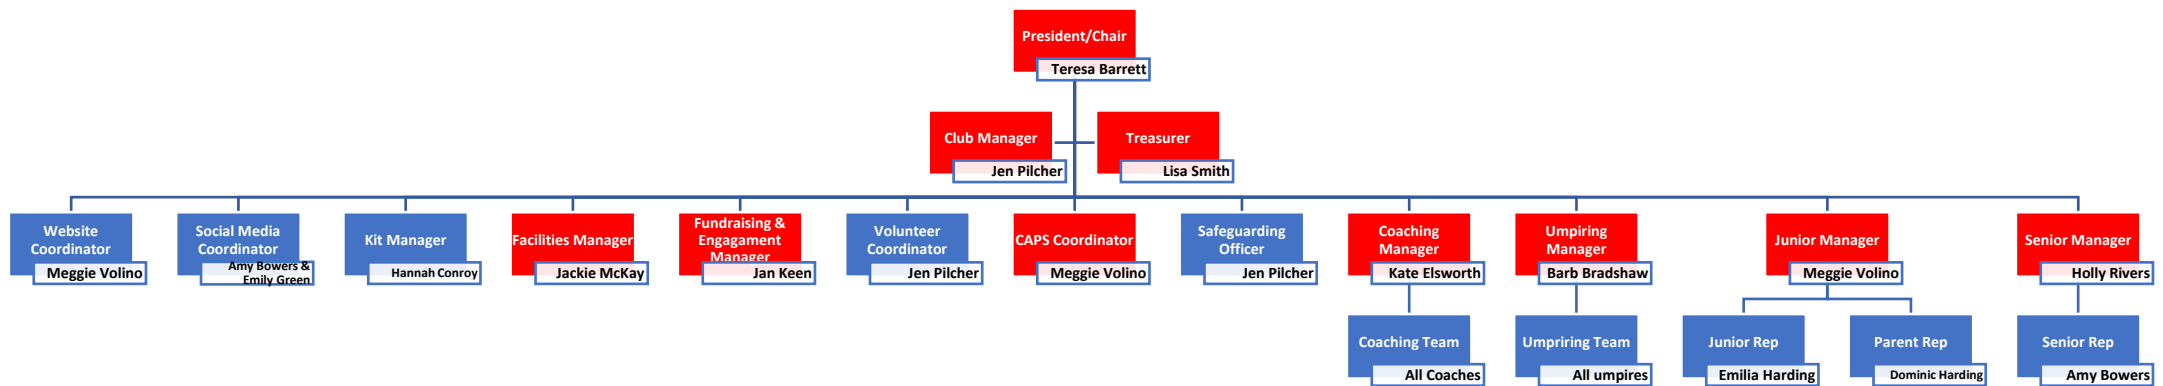 President/Chair
Teresa Barrett
Club Manager
Jen Pilcher
Treasurer
Lisa Smith
Website
Coordinator
Meggie Volino
Social Media
Coordinator
Amy Bowers &
Emily Green
Kit Manager
Hannah Conroy
Facilities Manager
Jackie McKay
Fundraising &
Engagament
Manager
Jan Keen
Volunteer
Coordinator
Jen Pilcher
CAPS Coordinator
Meggie Volino
Safeguarding
Officer
Jen Pilcher
Coaching
Manager
Kate Elsworth
Umpiring
Manager
Barb Bradshaw
Junior Manager
Meggie Volino
Senior Manager
Holly Rivers
Coaching Team
All Coaches
Umpriring Team
All umpires
Junior Rep
Emilia Harding
Parent Rep
Dominic Harding
Senior Rep
Amy Bowers